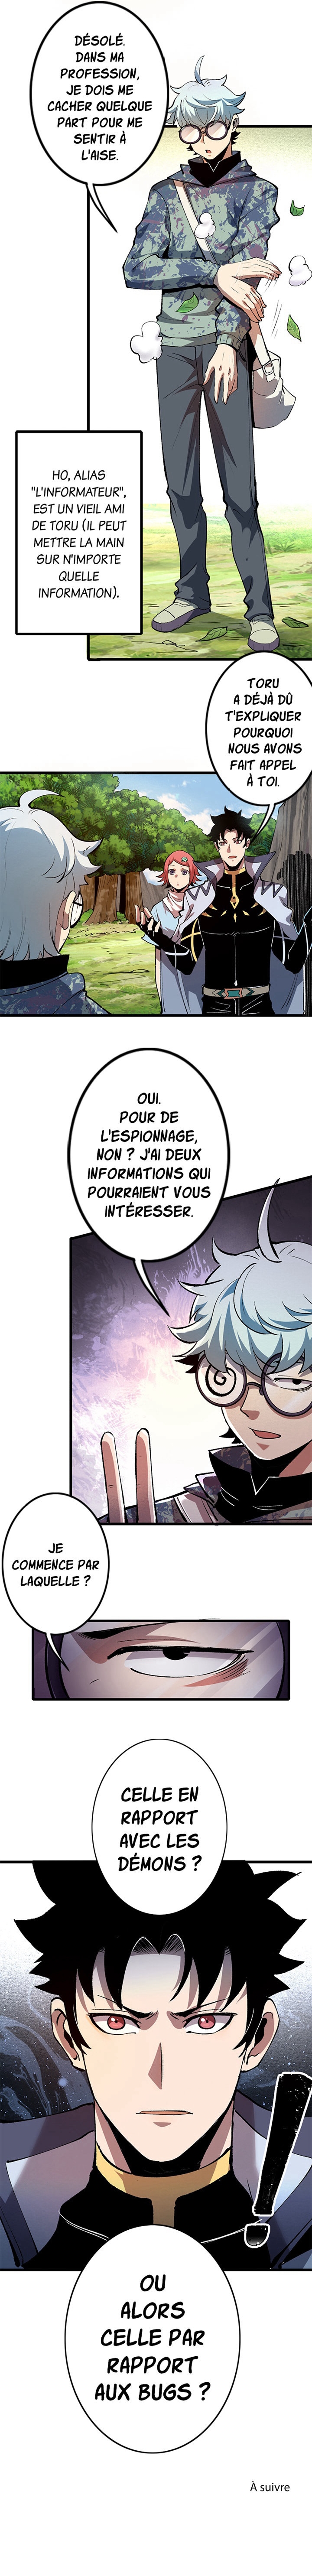 DÉSOLÉ.
DANS MA
PROFESSION,
JE DOIS ME
CACHER QUELQUE
PART POUR ME
SENTIR À
L'AISE.
HO, ALIAS
"L'INFORMATEUR",
EST UN VIEIL AMI
DE TORU (IL PEUT
METTRE LA MAIN
SUR N'IMPORTE
QUELLE
INFORMATION).
TORU
A DÉJÀ DÛ
T'EXPLIQUER
POURQUOI
NOUS AVONS
FAIT APPEL
À TOI.
OUI.
POUR DE
L'ESPIONNAGE,
NON ? J'AI DEUX
INFORMATIONS QUI
POURRAIENT VOUS
INTÉRESSER.
JE
COMMENCE PAR
LAQUELLE ?
CELLE EN
RAPPORT
AVEC LES
DÉMONS ?
!
OU
ALORS
CELLE PAR
RAPPORT
AUX BUGS ?
À suivre